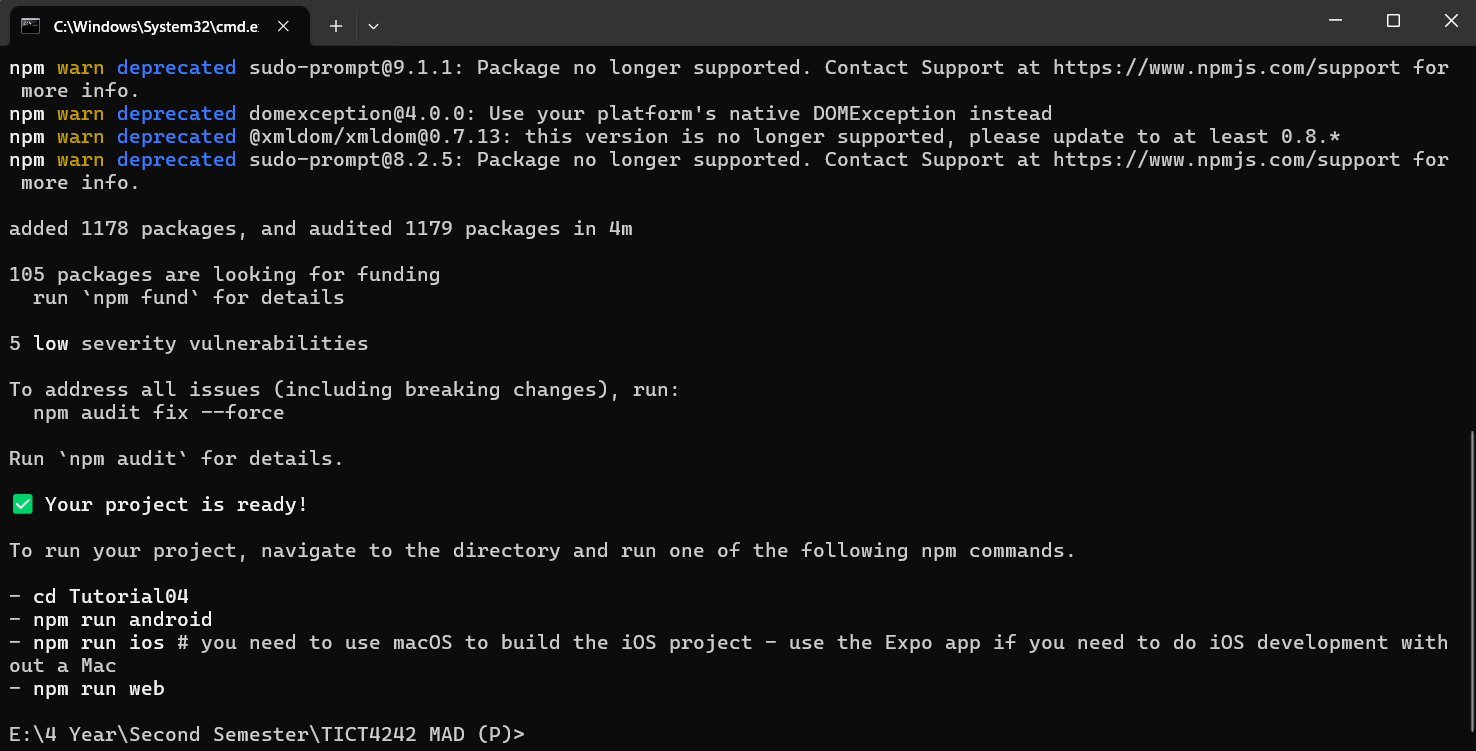 C:\Windows\System32\cmd.e
npm warn deprecated sudo-prompt@9.1.1: Package no longer supported. Contact Support at https://www.npmjs.com/support for
 more info.
npm warn deprecated domexception@4.0.0: Use your platform's native DOMException instead
npm warn deprecated @xmldom/xmldom@0.7.13: this version is no longer supported, please update to at least 0.8.*
npm warn deprecated sudo-prompt@8.2.5: Package no longer supported. Contact Support at https://www.npmjs.com/support for
 more info.
added 1178 packages, and audited 1179 packages in 4m
105 packages are looking for funding
  run `npm fund` for details
5 low severity vulnerabilities
To address all issues (including breaking changes), run:
  npm audit fix --force
Run `npm audit` for details.
✅ Your project is ready!
To run your project, navigate to the directory and run one of the following npm commands.
- cd Tutorial04
- npm run android
- npm run ios # you need to use macOS to build the iOS project - use the Expo app if you need to do iOS development with
out a Mac
- npm run web
E:\4 Year\Second Semester\TICT4242 MAD (P)>